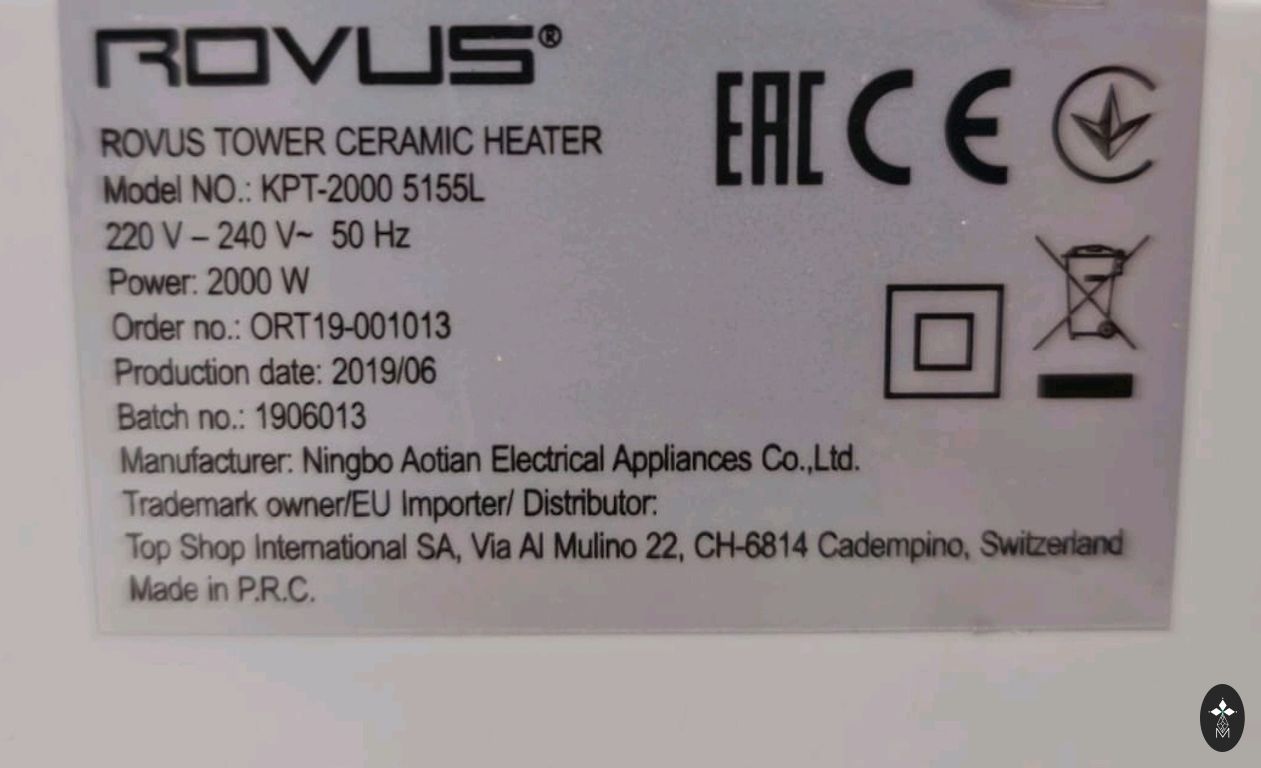 ROVUS®
EAC CE
ROVUS TOWER CERAMIC HEATER
Model NO.: KPT-2000 5155L
220 V – 240 V~ 50 Hz
Power: 2000 W
Order no.: ORT19-001013
Production date: 2019/06
Batch no.: 1906013
Manufacturer: Ningbo Aotian Electrical Appliances Co.,Ltd.
Trademark owner/EU Importer/ Distributor:
Top Shop International SA, Via Al Mulino 22, CH-6814 Cadempino, Switzerland
Made in P.R.C.
M